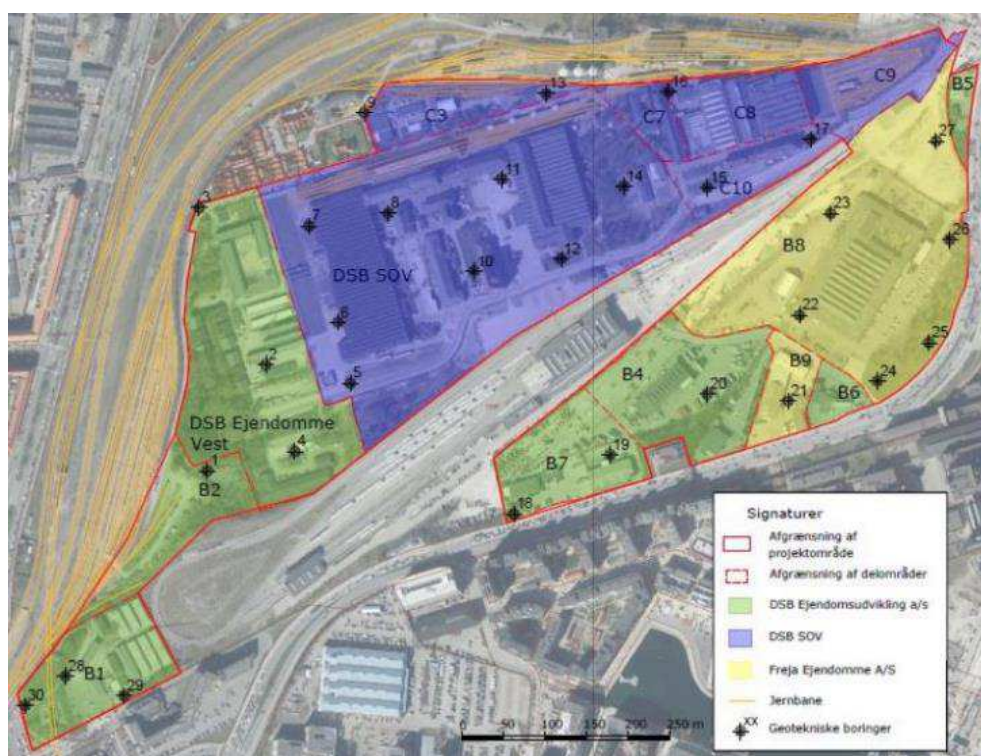 B5
C9
16
13
C3
C7
C8
9
17
27
11
14
15
C10
3
8
23
7
B8
26
12
DSB SOV
10
22
6
25
2
B9
5
B4
24
20
21
B6
DSB Ejendomme
Vest
4
19
1
B7
B2
18
28
B1
29
30
Signaturer
Afgrænsning af
projektområde
Afgrænsning af delområder
DSB Ejendomsudvikling a/s
DSB SOV
Freja Ejendomme A/S
Jernbane
XX
Geotekniske boringer
0 50 100 150 200 250 m